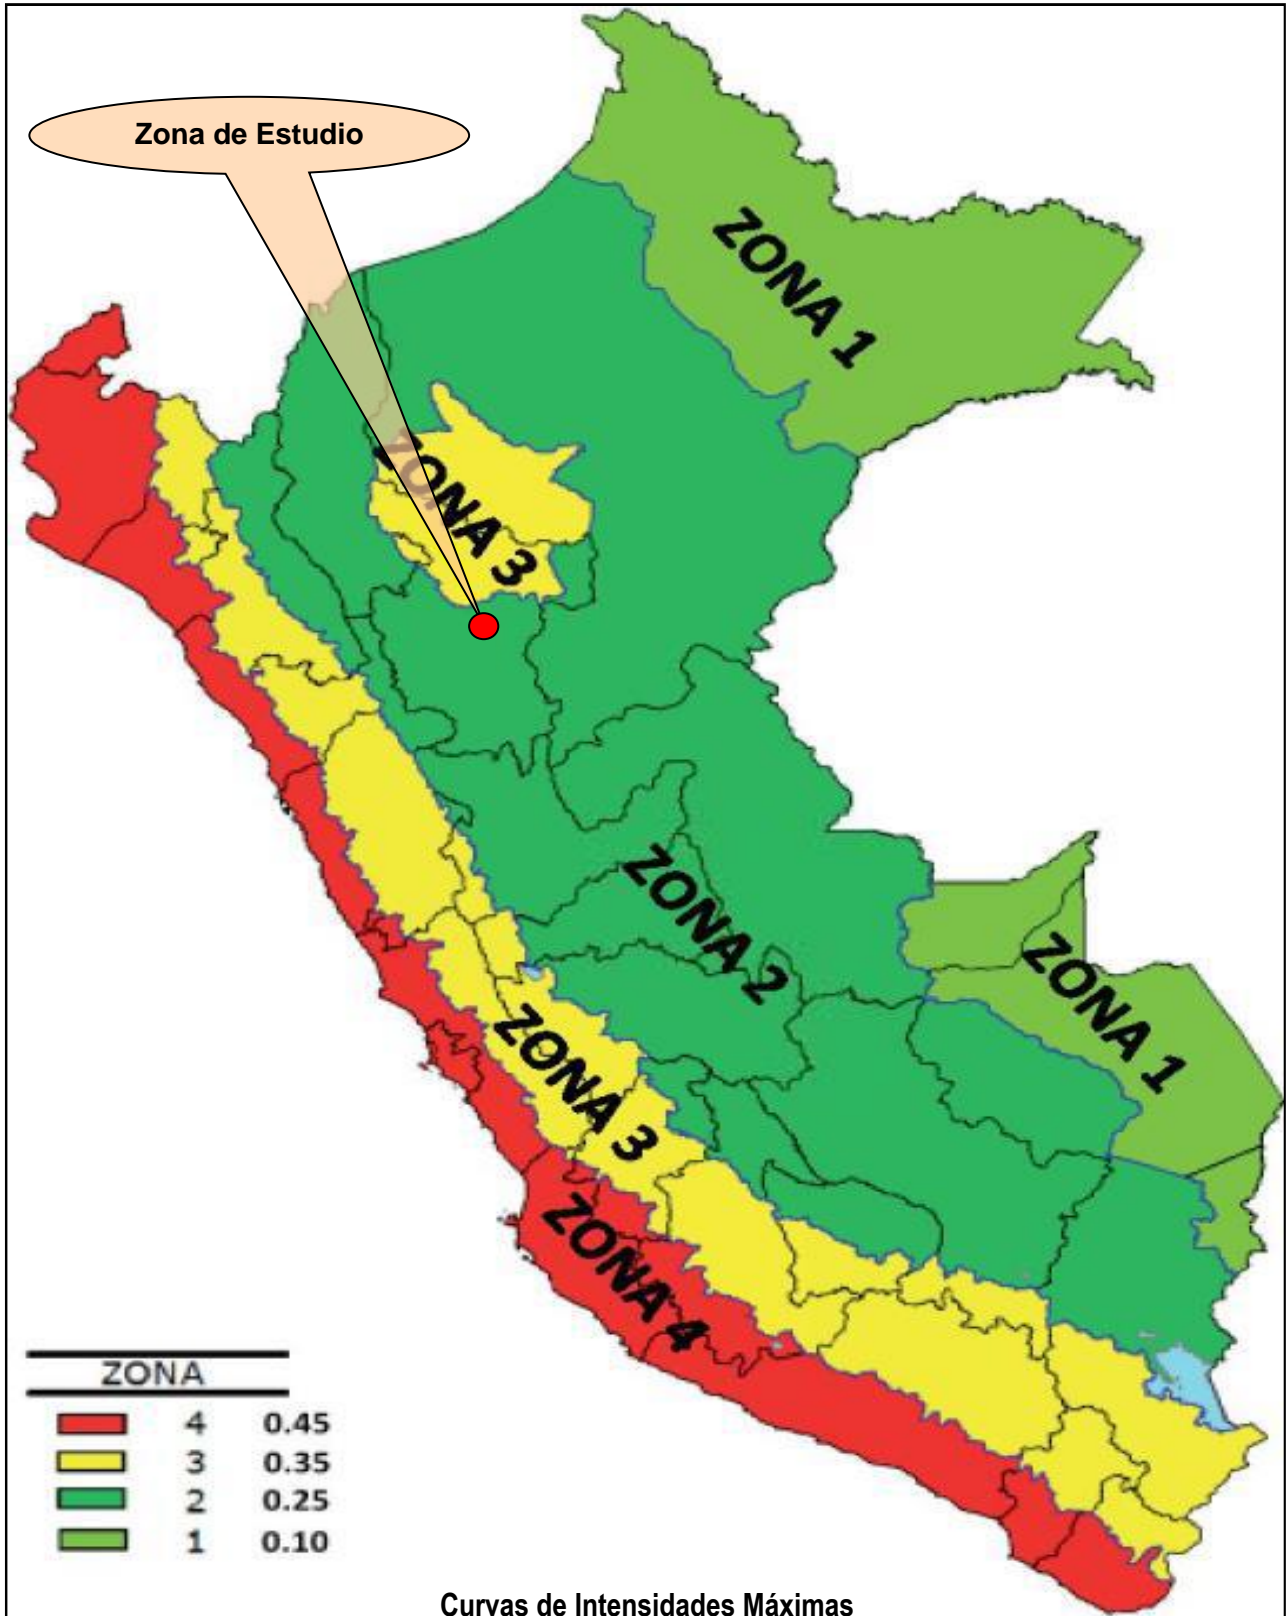 Zona de Estudio
ZONA 1
ZONA 3
ZONA 2
ZONA 1
ZONA 3
ZONA 4
ZONA
4 0.45
3 0.35
2 0.25
1 0.10
Curvas de Intensidades Máximas